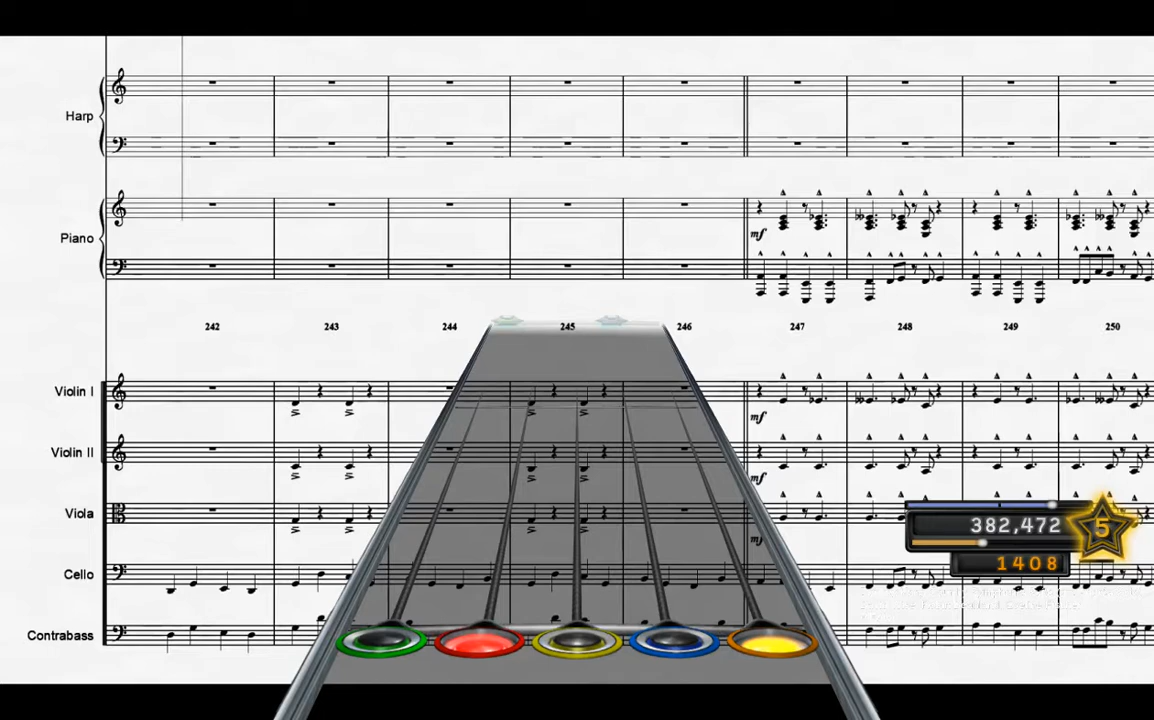 Harp
Piano
mf
242 243 244 245 246 247 248 249 250
Violin I
mf
Violin II
mf
Viola
382,472 5
1408
Cello
Contrabass